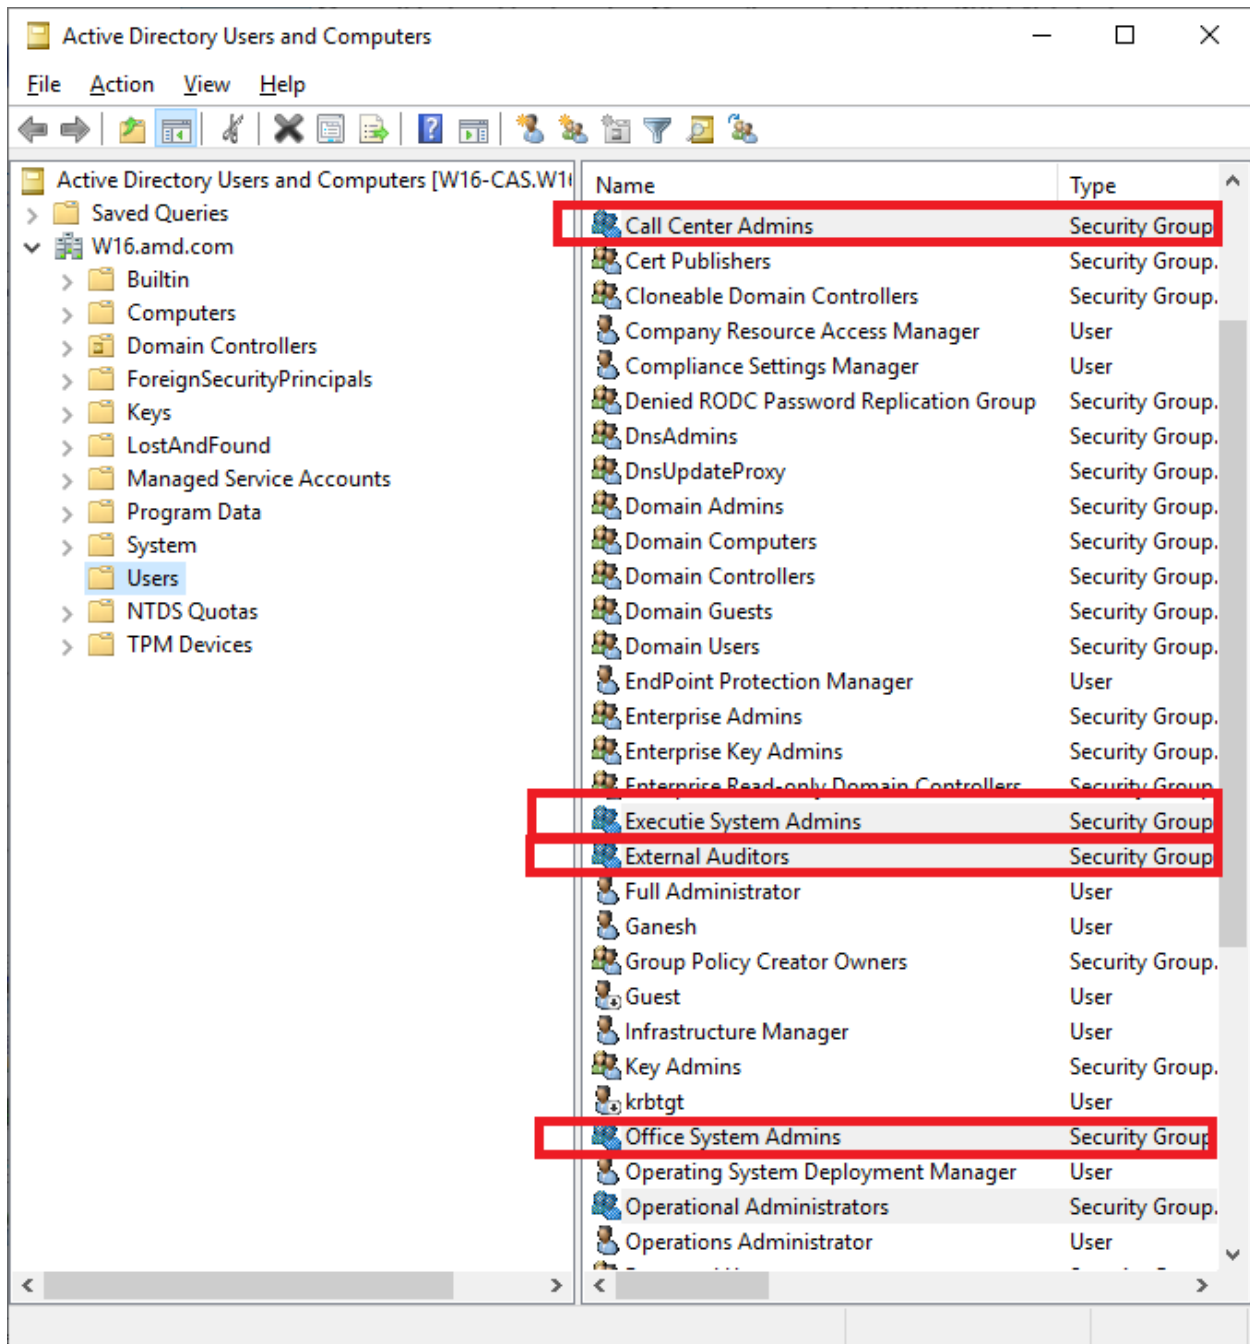 Active Directory Users and Computers
File Action View Help
Active Directory Users and Computers [W16-CAS.W16
Saved Queries
W16.amd.com
Builtin
Computers
Domain Controllers
ForeignSecurityPrincipals
Keys
LostAndFound
Managed Service Accounts
Program Data
System
Users
NTDS Quotas
TPM Devices
Name Type
Call Center Admins Security Group
Cert Publishers Security Group.
Cloneable Domain Controllers Security Group.
Company Resource Access Manager User
Compliance Settings Manager User
Denied RODC Password Replication Group Security Group.
DnsAdmins Security Group.
DnsUpdateProxy Security Group.
Domain Admins Security Group.
Domain Computers Security Group.
Domain Controllers Security Group.
Domain Guests Security Group.
Domain Users Security Group.
EndPoint Protection Manager User
Enterprise Admins Security Group.
Enterprise Key Admins Security Group.
Enterprise Read-only Domain Controllers Security Group
Executie System Admins Security Group
External Auditors Security Group
Full Administrator User
Ganesh User
Group Policy Creator Owners Security Group.
Guest User
Infrastructure Manager User
Key Admins Security Group.
krbtgt User
Office System Admins Security Group
Operating System Deployment Manager User
Operational Administrators Security Group.
Operations Administrator User